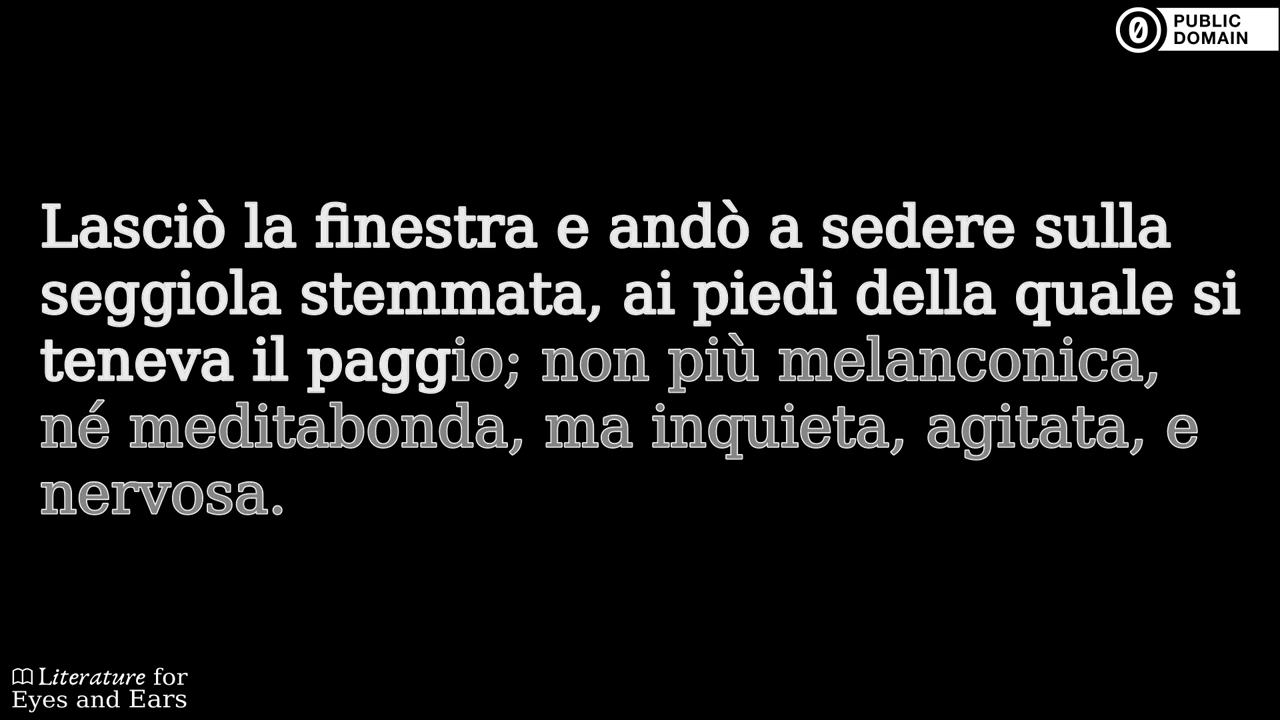 PUBLIC
DOMAIN
Lasciò la finestra e andò a sedere sulla
seggiola stemmata, ai piedi della quale si
teneva il paggio; non più melanconica,
né meditabonda, ma inquieta, agitata, e
nervosa.
Literature for
Eyes and Ears